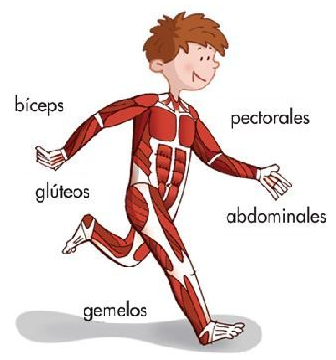 bíceps
pectorales
glúteos
abdominales
gemelos